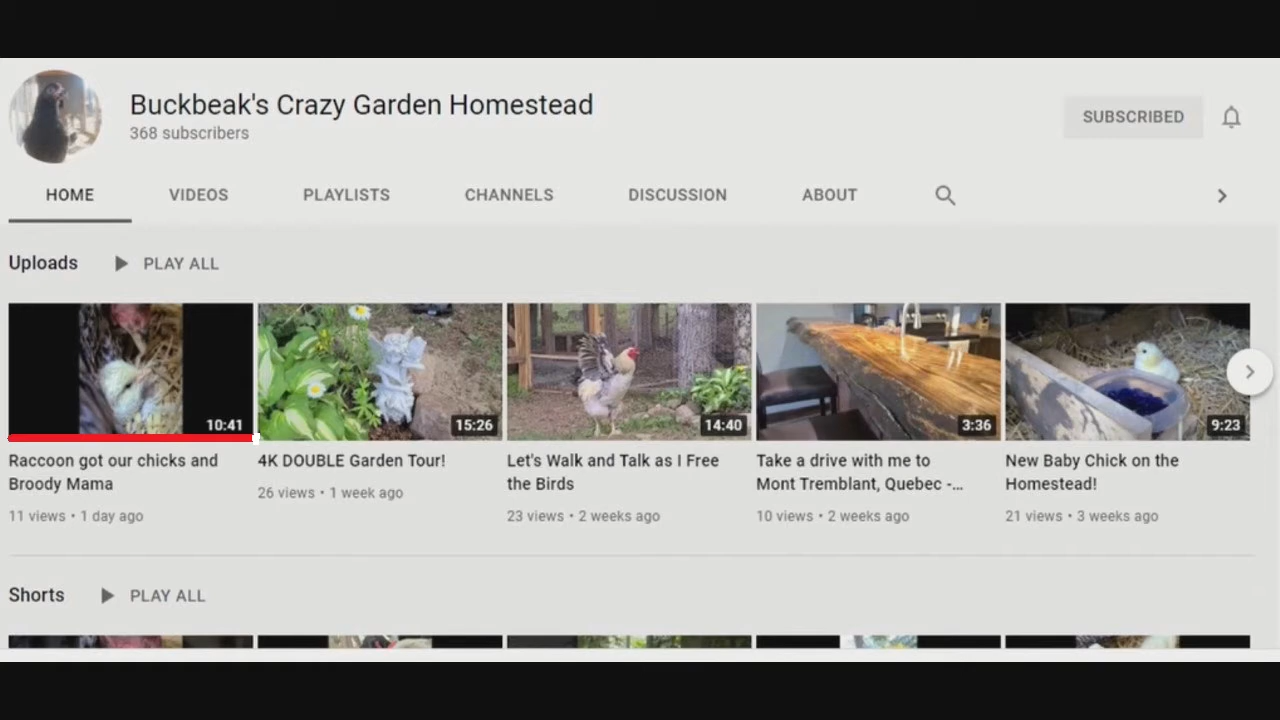 Buckbeak's Crazy Garden Homestead
368 subscribers
SUBSCRIBED
HOME VIDEOS PLAYLISTS CHANNELS DISCUSSION ABOUT
Uploads PLAY ALL
10:41
15:26
14:40
3:36
9:23
Raccoon got our chicks and
Broody Mama
11 views • 1 day ago
4K DOUBLE Garden Tour!
26 views • 1 week ago
Let's Walk and Talk as I Free
the Birds
23 views • 2 weeks ago
Take a drive with me to
Mont Tremblant, Quebec -...
10 views • 2 weeks ago
New Baby Chick on the
Homestead!
21 views • 3 weeks ago
Shorts PLAY ALL